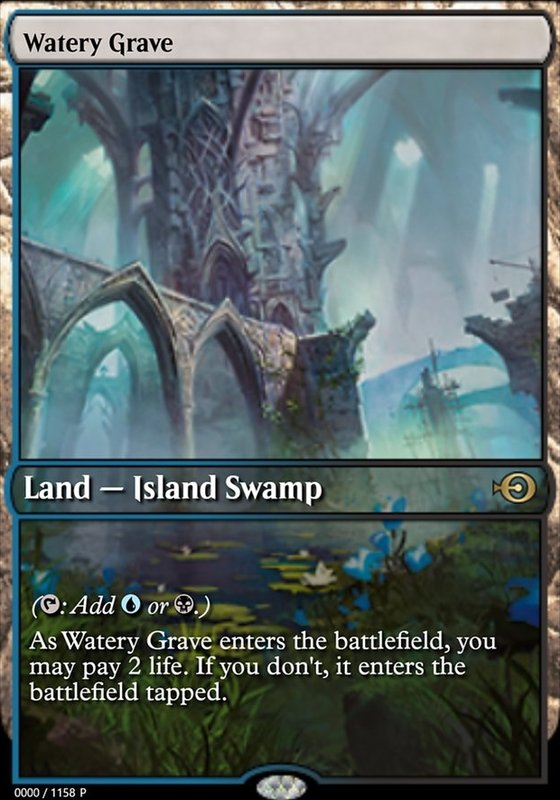 Watery Grave
Land — Island Swamp
(: Add or .)
As Watery Grave enters the battlefield, you
may pay 2 life. If you don't, it enters the
battlefield tapped.
0000 / 1158 P